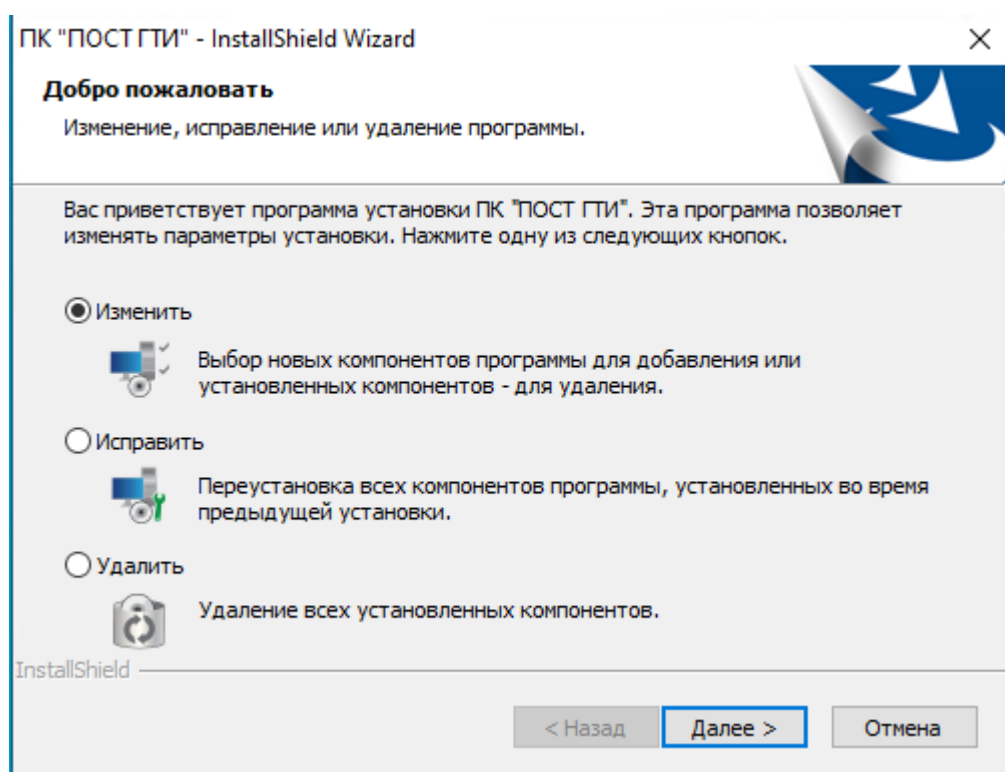 ПК "ПОСТ ГТИ" - InstallShield Wizard
Добро пожаловать
Изменение, исправление или удаление программы.
Вас приветствует программа установки ПК "ПОСТ ГТИ". Эта программа позволяет
изменять параметры установки. Нажмите одну из следующих кнопок.
Изменить
Выбор новых компонентов программы для добавления или
установленных компонентов - для удаления.
Исправить
Переустановка всех компонентов программы, установленных во время
предыдущей установки.
Удалить
Удаление всех установленных компонентов.
InstallShield
< Назад Далее > Отмена